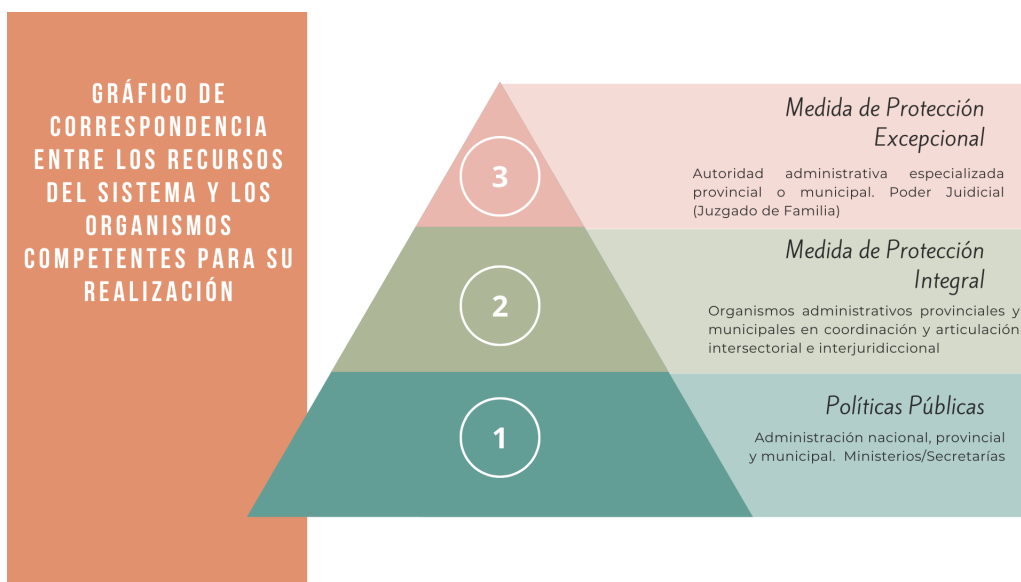 GRÁFICO DE
CORRESPONDENCIA
ENTRE LOS RECURSOS
DEL SISTEMA Y LOS
ORGANISMOS
COMPETENTES PARA SU
REALIZACIÓN
3
Medida de Protección
Excepcional
Autoridad administrativa especializada
provincial o municipal. Poder Juidicial
(Juzgado de Familia)
2
Medida de Protección
Integral
Organismos administrativos provinciales y
municipales en coordinación y articulación
intersectorial e interjuridiccional
1
Políticas Públicas
Administración nacional, provincial
y municipal. Ministerios/Secretarías